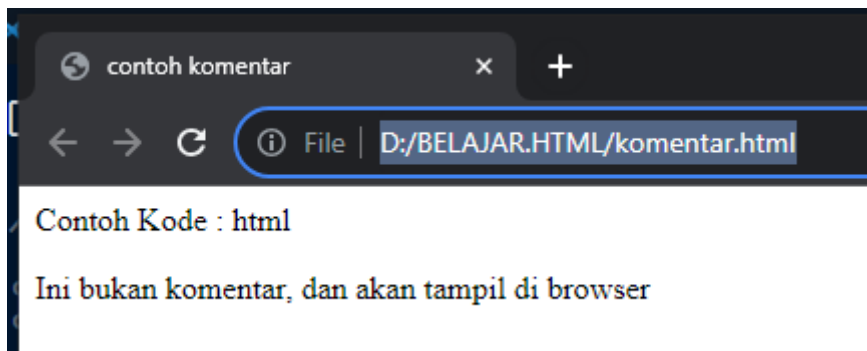 contoh komentar
File D:/BELAJAR.HTML/komentar.html
Contoh Kode : html
Ini bukan komentar, dan akan tampil di browser